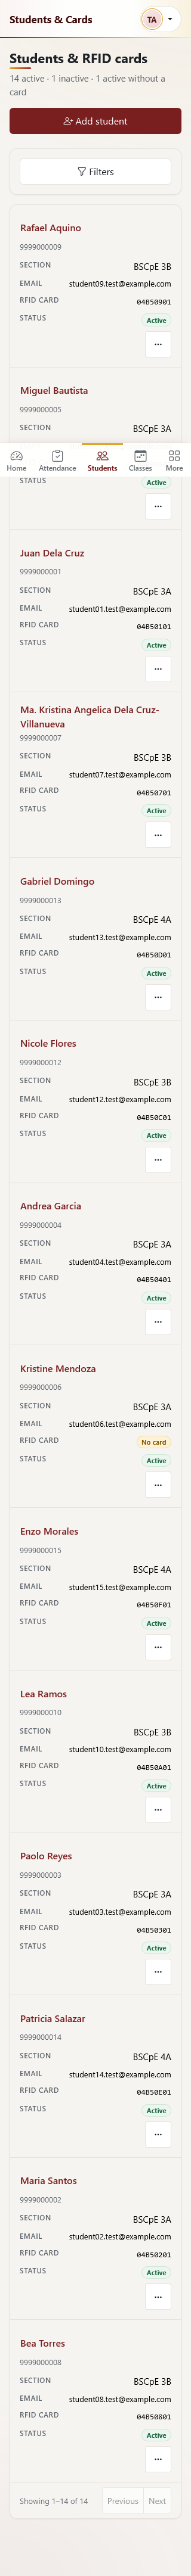 Students & Cards
TA
Students & RFID cards
14 active · 1 inactive · 1 active without a
card
Add student
Filters
Rafael Aquino
9999000009
SECTION BSCpE 3B
EMAIL student09.test@example.com
RFID CARD 04B50901
STATUS Active
Miguel Bautista
9999000005
SECTION BSCpE 3A
Home Attendance Students Classes More
STATUS Active
Juan Dela Cruz
9999000001
SECTION BSCpE 3A
EMAIL student01.test@example.com
RFID CARD 04B50101
STATUS Active
Ma. Kristina Angelica Dela Cruz-
Villanueva
9999000007
SECTION BSCpE 3B
EMAIL student07.test@example.com
RFID CARD 04B50701
STATUS Active
Gabriel Domingo
9999000013
SECTION BSCpE 4A
EMAIL student13.test@example.com
RFID CARD 04B50D01
STATUS Active
Nicole Flores
9999000012
SECTION BSCpE 3B
EMAIL student12.test@example.com
RFID CARD 04B50C01
STATUS Active
Andrea Garcia
9999000004
SECTION BSCpE 3A
EMAIL student04.test@example.com
RFID CARD 04B50401
STATUS Active
Kristine Mendoza
9999000006
SECTION BSCpE 3A
EMAIL student06.test@example.com
RFID CARD No card
STATUS Active
Enzo Morales
9999000015
SECTION BSCpE 4A
EMAIL student15.test@example.com
RFID CARD 04B50F01
STATUS Active
Lea Ramos
9999000010
SECTION BSCpE 3B
EMAIL student10.test@example.com
RFID CARD 04B50A01
STATUS Active
Paolo Reyes
9999000003
SECTION BSCpE 3A
EMAIL student03.test@example.com
RFID CARD 04B50301
STATUS Active
Patricia Salazar
9999000014
SECTION BSCpE 4A
EMAIL student14.test@example.com
RFID CARD 04B50E01
STATUS Active
Maria Santos
9999000002
SECTION BSCpE 3A
EMAIL student02.test@example.com
RFID CARD 04B50201
STATUS Active
Bea Torres
9999000008
SECTION BSCpE 3B
EMAIL student08.test@example.com
RFID CARD 04B50801
STATUS Active
Showing 1–14 of 14 Previous Next